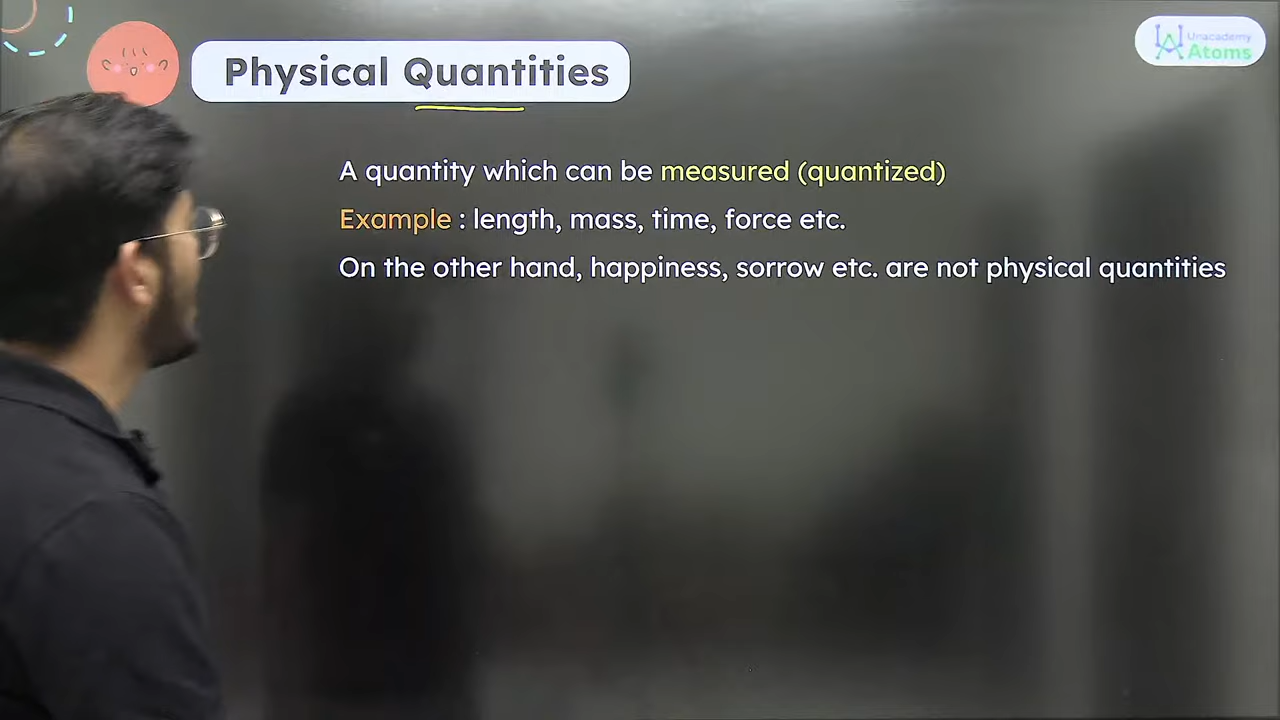 Physical Quantities
Unacademy
Atoms
A quantity which can be measured (quantized)
Example : length, mass, time, force etc.
On the other hand, happiness, sorrow etc. are not physical quantities